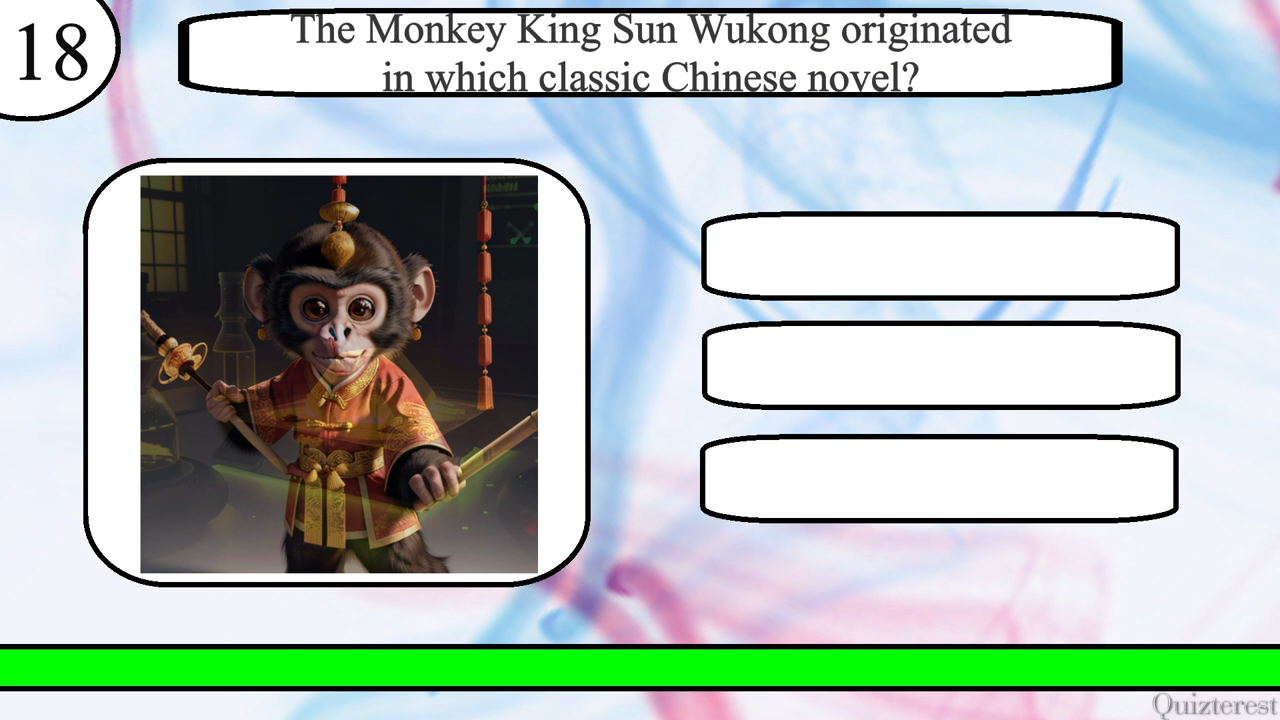 18
The Monkey King Sun Wukong originated
in which classic Chinese novel?
Quizterest